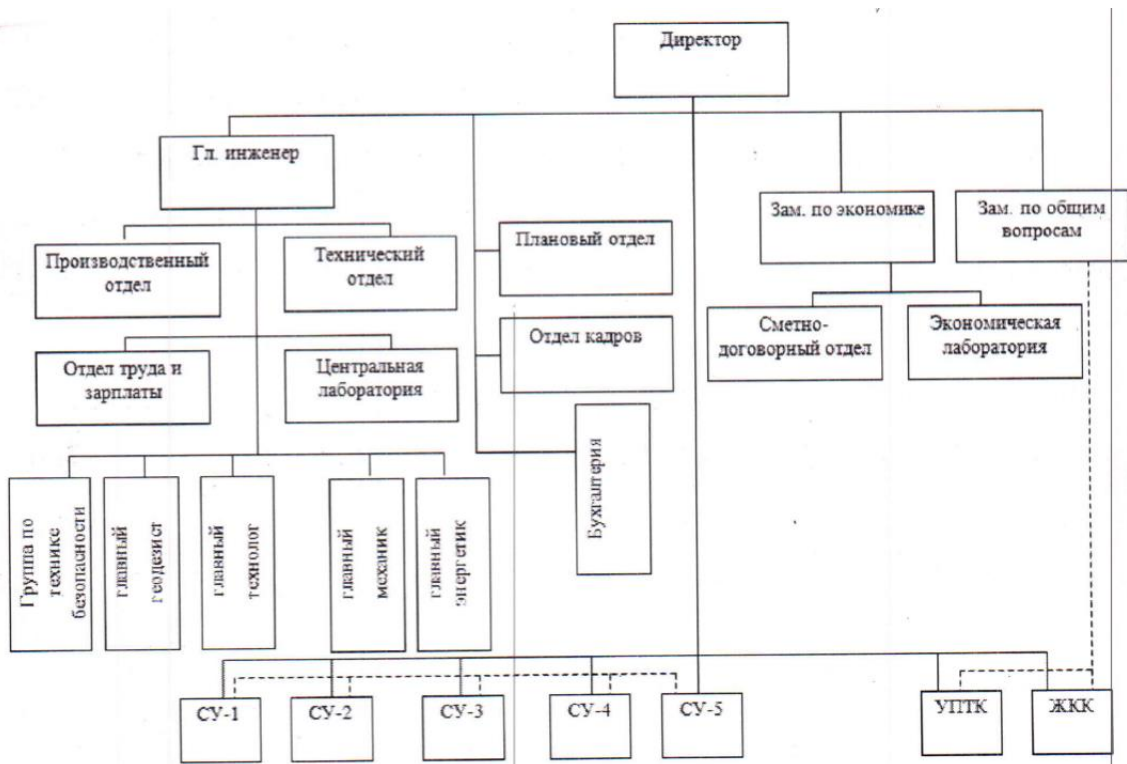 Директор
Гл. инженер
Зам. по экономике
Зам. по общим
вопросам
Производственный
отдел
Технический
отдел
Плановый отдел
Отдел труда и
зарплаты
Центральная
лаборатория
Отдел кадров
Сметно-
договорный отдел
Экономическая
лаборатория
Бухгалтерия
Группа по
технике
безопасности
главный
геодезист
главный
технолог
главный
механик
главный
энергетик
СУ-1
СУ-2
СУ-3
СУ-4
СУ-5
УПТК
ЖКК